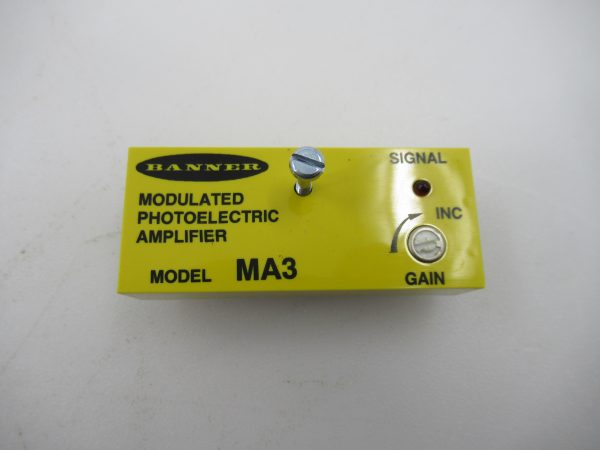 BANNER
MODULATED
PHOTOELECTRIC
AMPLIFIER
MODEL MA3
SIGNAL
INC
GAIN